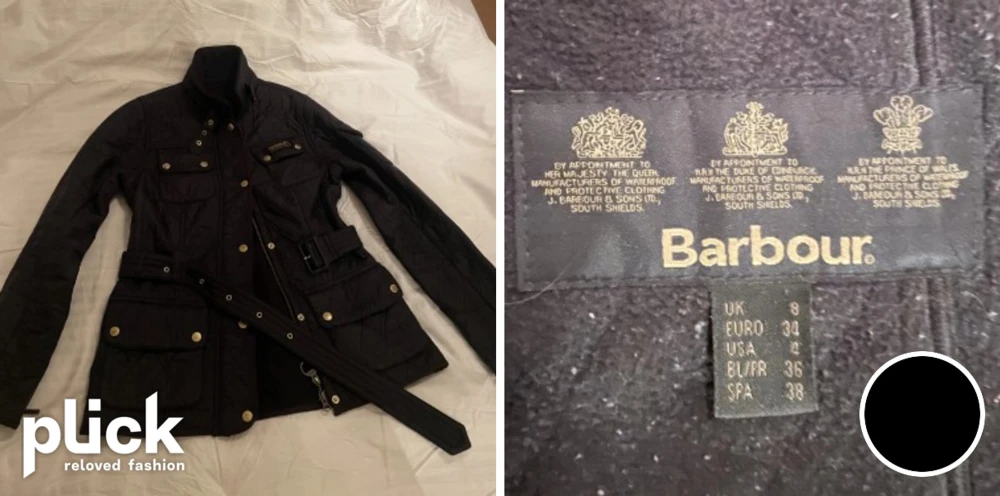 plick
reloved fashion
BY APPOINTMENT TO
HER MAJESTY THE QUEEN
MANUFACTURERS OF WATERPROOF
AND PROTECTIVE CLOTHING
J. BARBOUR & SONS LTD.,
SOUTH SHIELDS.
BY APPOINTMENT TO
H.R.H THE DUKE OF EDINBURGH
MANUFACTURERS OF WATERPROOF
AND PROTECTIVE CLOTHING
J. BARBOUR & SONS LTD.,
SOUTH SHIELDS.
BY APPOINTMENT TO
H.R.H THE PRINCE OF WALES
MANUFACTURERS OF WATERPROOF
AND PROTECTIVE CLOTHING
J. BARBOUR & SONS LTD.,
SOUTH SHIELDS.
Barbour
UK 8
EURO 34
USA 4
BL/FR 36
SPA 38